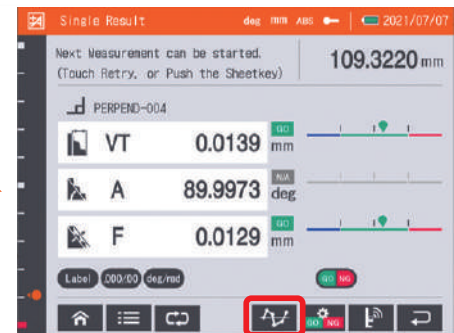 Single Result deg mm ABS 2021/07/07
Next Measurement can be started.
(Touch Retry, or Push the Sheetkey)
109.3220 mm
PERPEND-004
VT 0.0139 mm GO
A 89.9973 deg N/A
F 0.0129 mm GO
Label .000/00 deg/rad GO NG
GO NG